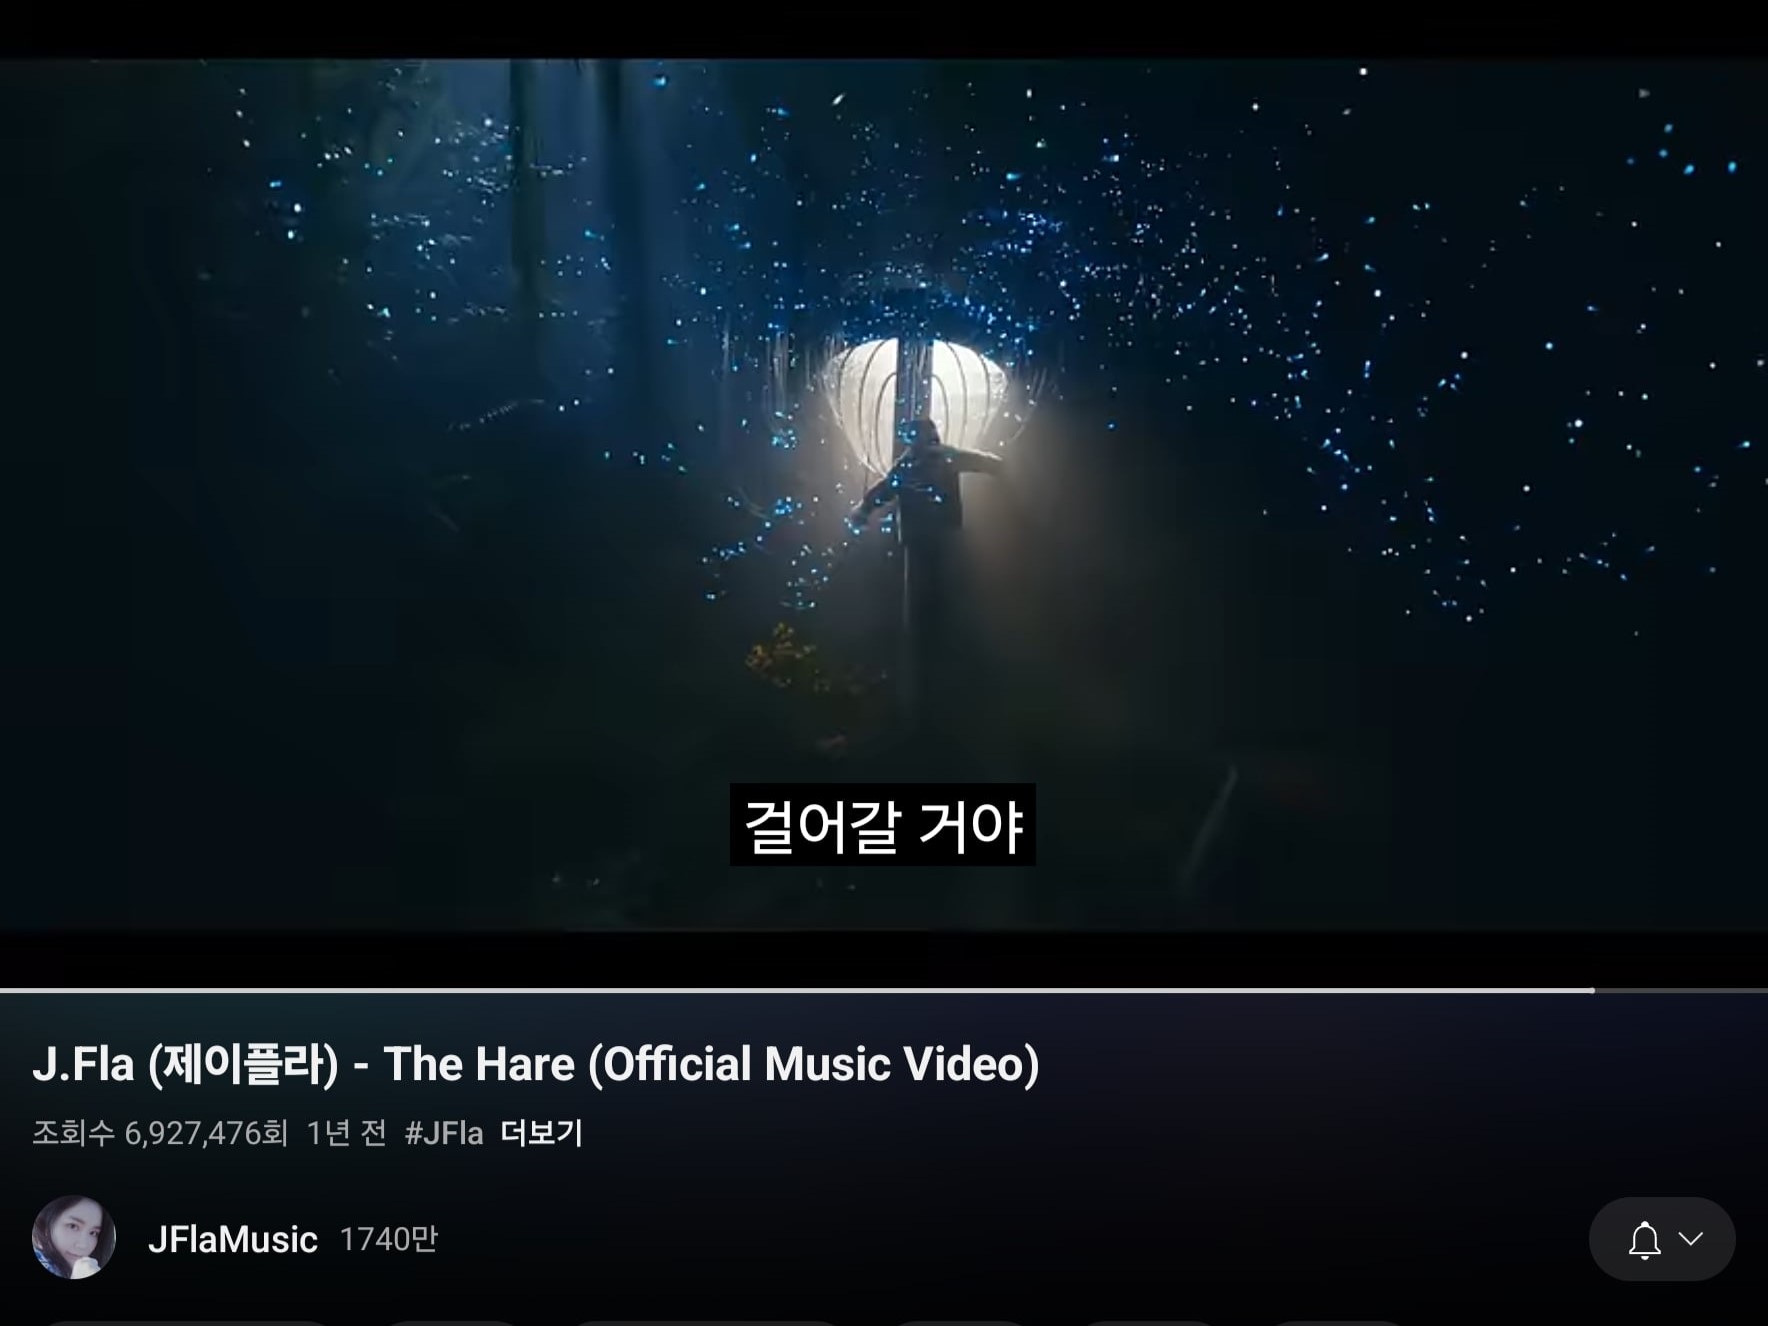 걸어갈 거야
J.Fla (제이플라) - The Hare (Official Music Video)
조회수 6,927,476회 1년 전 #JFla 더보기
JFlaMusic 1740만